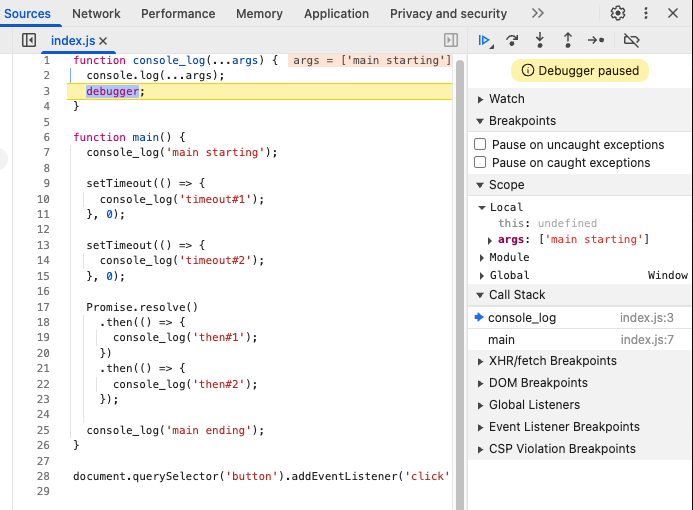 Sources Network Performance Memory Application Privacy and security
index.js
1 function console_log(...args) { args = ['main starting']
2 console.log(...args);
3 debugger;
4 }
5
6 function main() {
7 console_log('main starting');
8
9 setTimeout(() => {
10 console_log('timeout#1');
11 }, 0);
12
13 setTimeout(() => {
14 console_log('timeout#2');
15 }, 0);
16
17 Promise.resolve()
18 .then(() => {
19 console_log('then#1');
20 })
21 .then(() => {
22 console_log('then#2');
23 });
24
25 console_log('main ending');
26 }
27
28 document.querySelector('button').addEventListener('click'
29
Debugger paused
Watch
Breakpoints
Pause on uncaught exceptions
Pause on caught exceptions
Scope
Local
this: undefined
args: ['main starting']
Module
Global Window
Call Stack
console_log index.js:3
main index.js:7
XHR/fetch Breakpoints
DOM Breakpoints
Global Listeners
Event Listener Breakpoints
CSP Violation Breakpoints